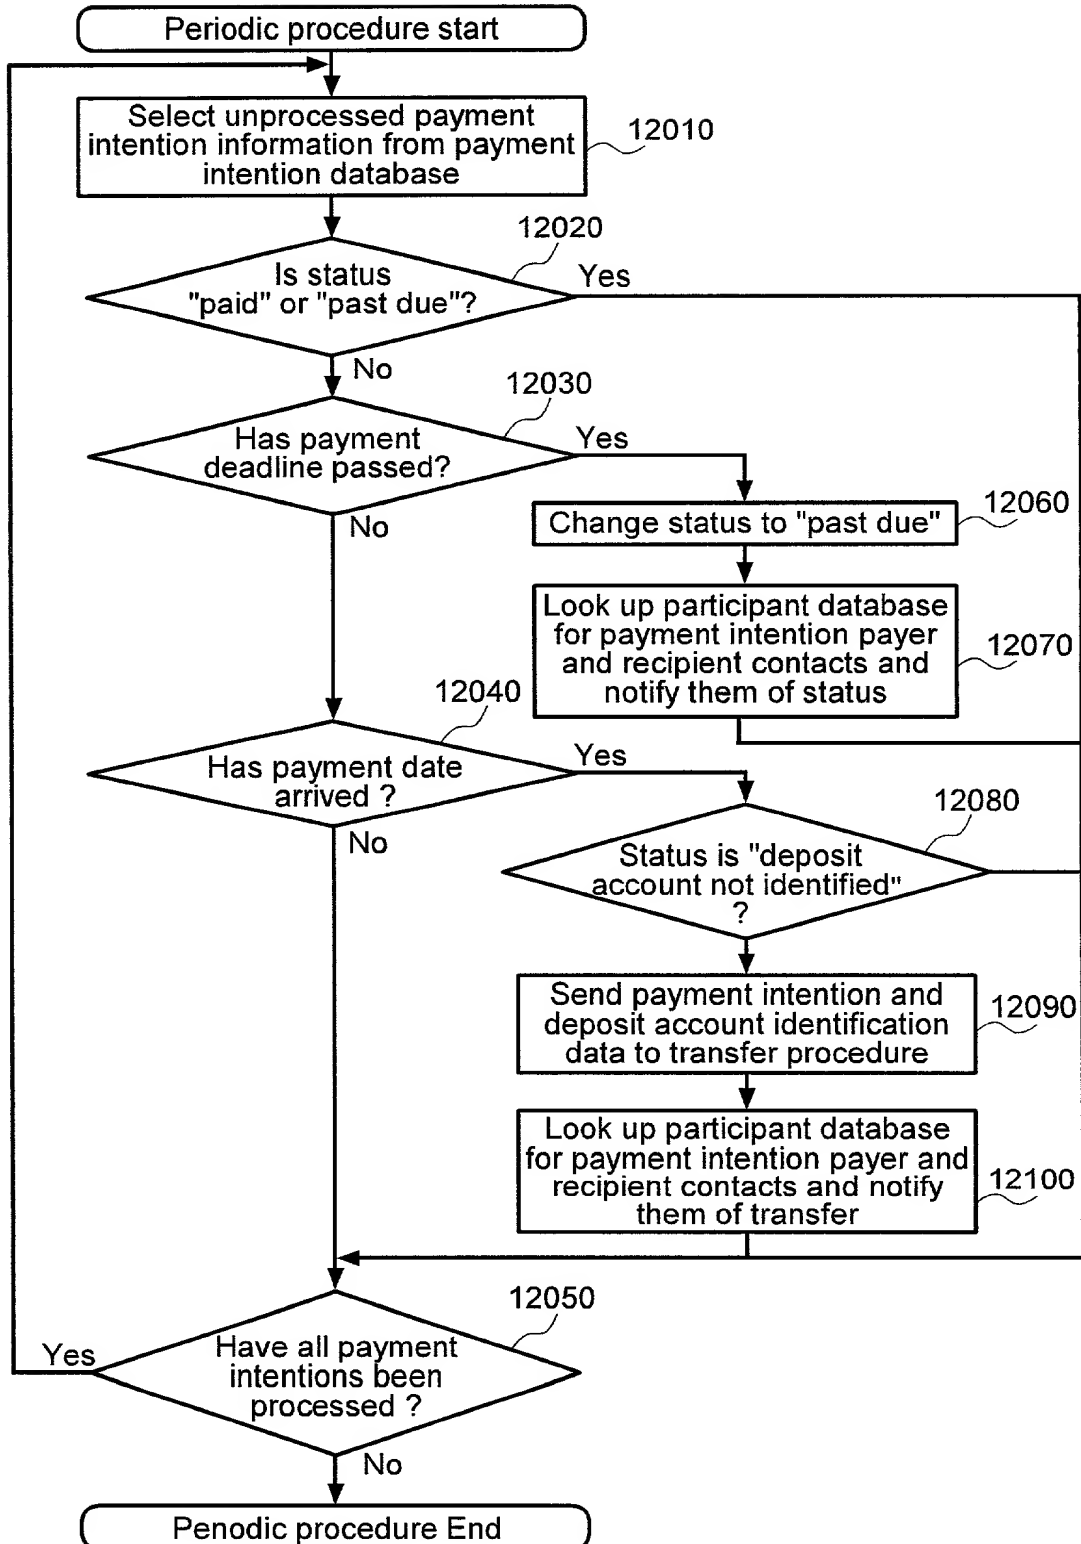 Periodic procedure start
Select unprocessed payment
intention information from payment
intention database
12010
12020
Is status
"paid" or "past due"?
Yes
No
12030
Has payment
deadline passed?
Yes
No
12060
Change status to "past due"
Look up participant database
for payment intention payer
and recipient contacts and
notify them of status
12070
12040
Has payment date
arrived ?
Yes
No
12080
Status is "deposit
account not identified"
?
Send payment intention and
deposit account identification
data to transfer procedure
12090
Look up participant database
for payment intention payer and
recipient contacts and notify
them of transfer
12100
12050
Have all payment
intentions been
processed ?
Yes
No
Penodic procedure End